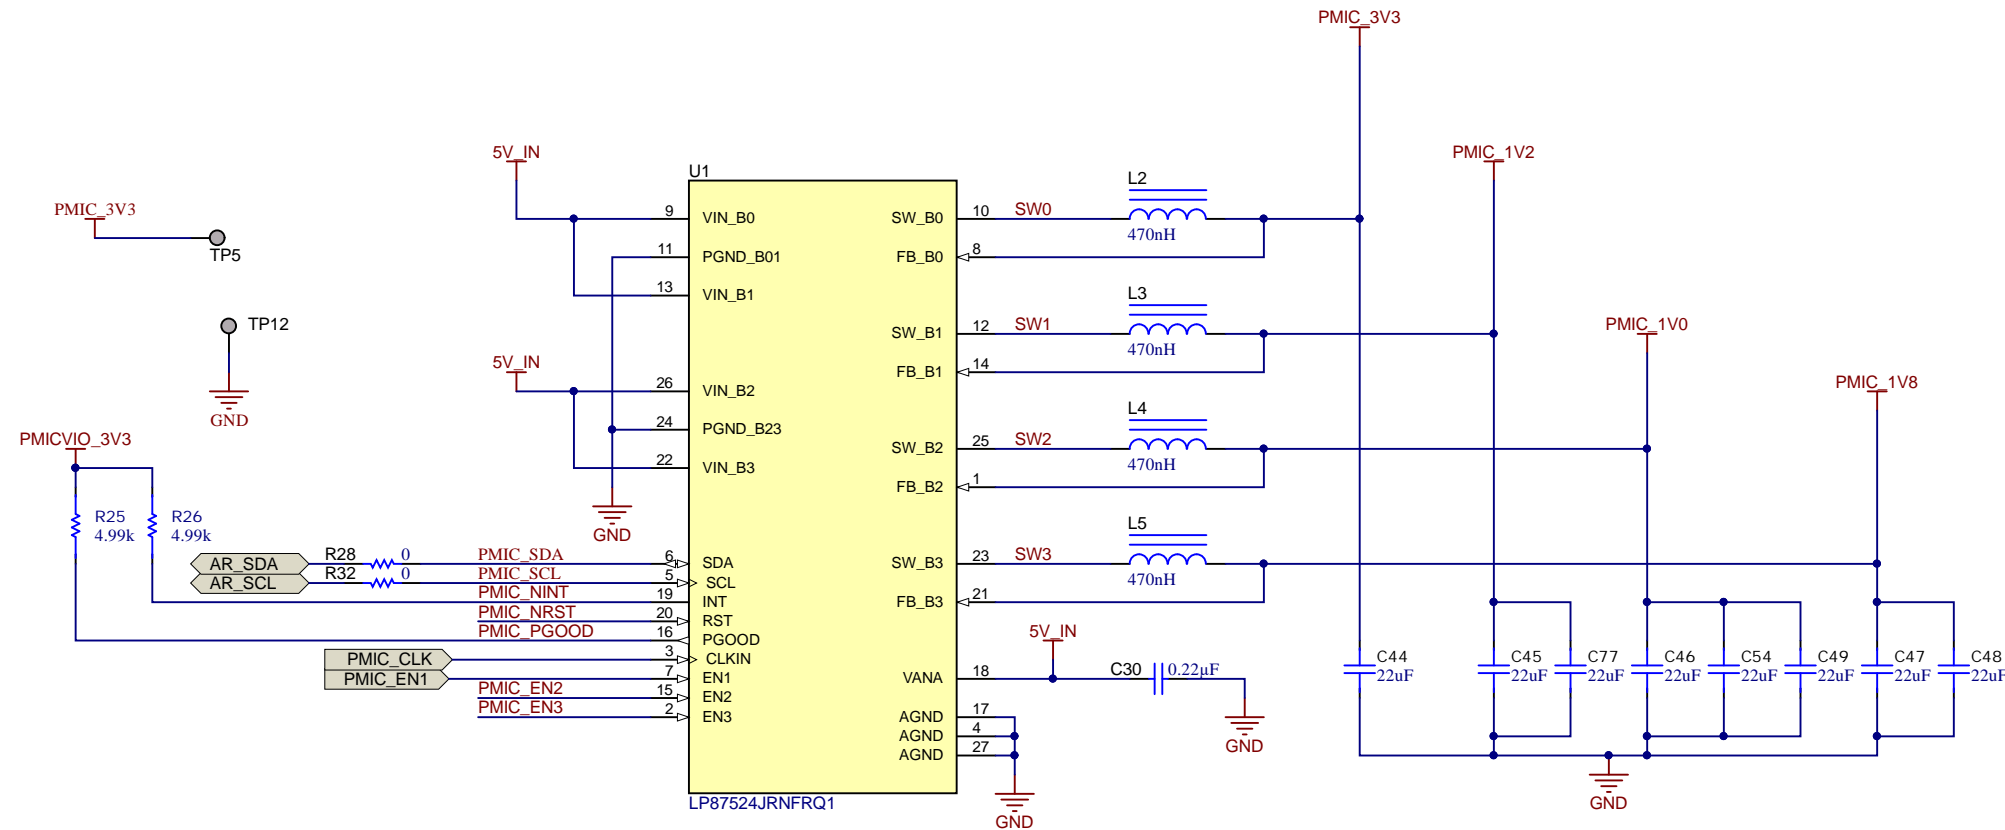 PMIC_3V3
PMIC_1V2
PMIC_1V0
PMIC_1V8
5V_IN
U1
PMIC_3V3
TP5
TP12
GND
5V_IN
GND
PMICVIO_3V3
R25
4.99k
R26
4.99k
AR_SDA
R28
0
PMIC_SDA
AR_SCL
R32
0
PMIC_SCL
PMIC_NINT
PMIC_NRST
PMIC_PGOOD
PMIC_CLK
PMIC_EN1
PMIC_EN2
PMIC_EN3
9 VIN_B0
11 PGND_B01
13 VIN_B1
26 VIN_B2
24 PGND_B23
22 VIN_B3
6 SDA
5 SCL
19 INT
20 RST
16 PGOOD
3 CLKIN
7 EN1
15 EN2
2 EN3
SW_B0 10 SW0
FB_B0 8
SW_B1 12 SW1
FB_B1 14
SW_B2 25 SW2
FB_B2 1
SW_B3 23 SW3
FB_B3 21
VANA 18
AGND 17
AGND 4
AGND 27
LP87524JRNFRQ1
L2
470nH
L3
470nH
L4
470nH
L5
470nH
5V_IN
C30 0.22µF
GND
GND
C44
22uF
C45
22uF
C77
22uF
C46
22uF
C54
22uF
C49
22uF
C47
22uF
C48
22uF
GND